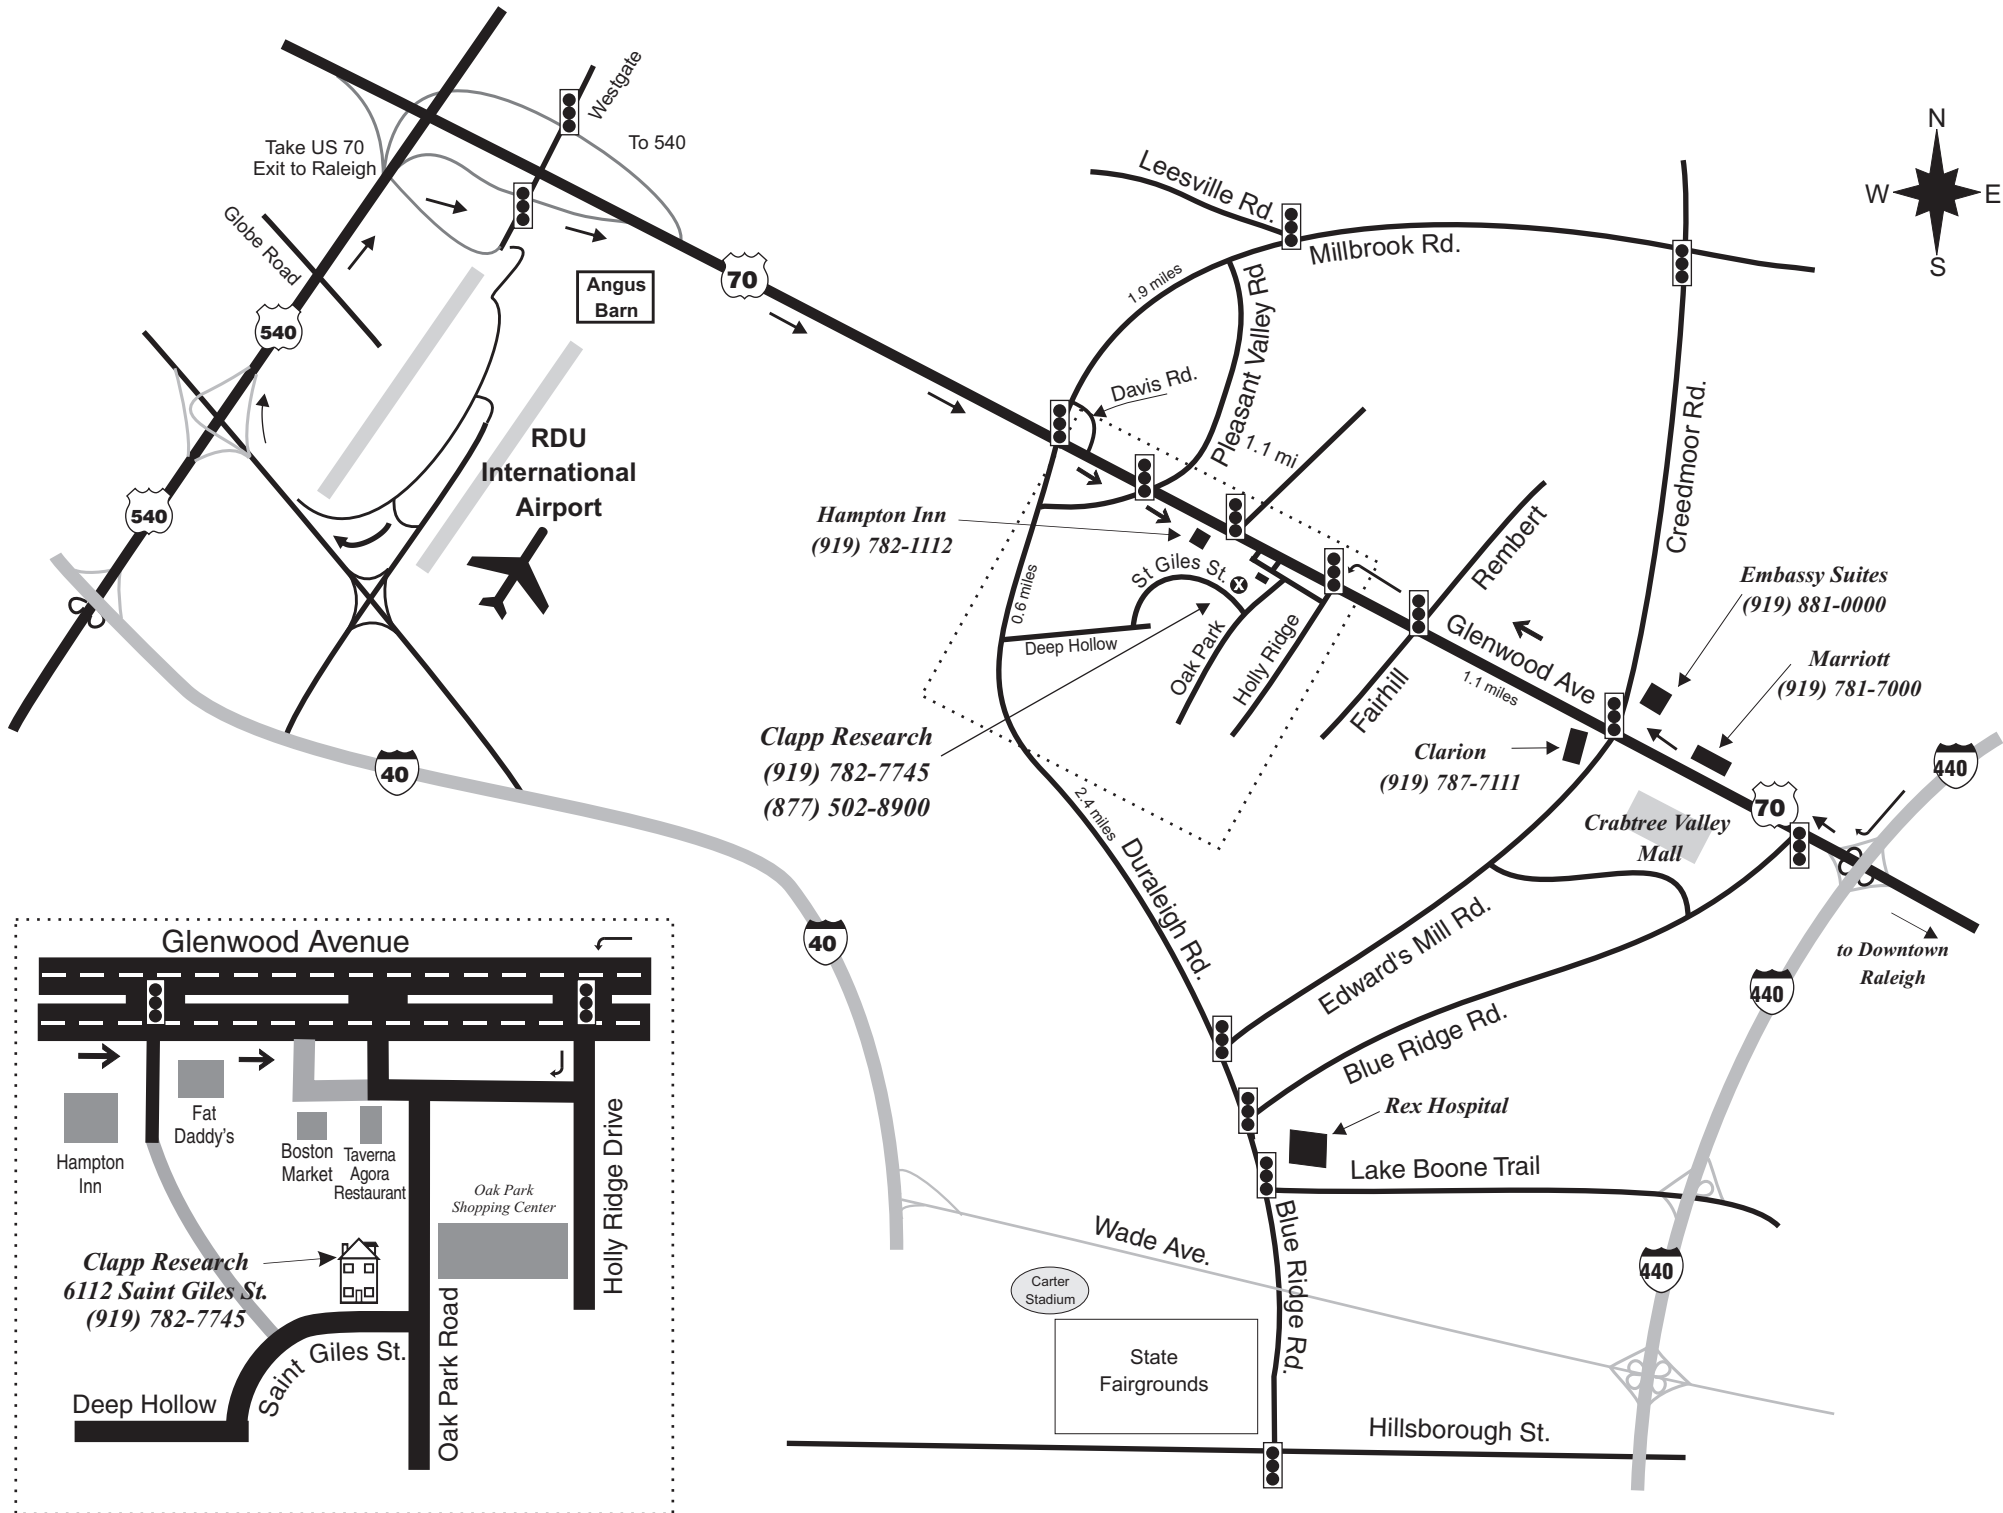 Westgate
To 540
Take US 70
Exit to Raleigh
Globe Road
540
540
Angus
Barn
70
RDU
International
Airport
40
40
N
W
E
S
Leesville Rd.
Millbrook Rd.
1.9 miles
Pleasant Valley Rd
Davis Rd.
1.1 mi
Creedmoor Rd.
Hampton Inn
(919) 782-1112
St Giles St.
X
0.6 miles
Deep Hollow
Oak Park
Holly Ridge
Fairhill
Rembert
Glenwood Ave
1.1 miles
Embassy Suites
(919) 881-0000
Marriott
(919) 781-7000
Clapp Research
(919) 782-7745
(877) 502-8900
Clarion
(919) 787-7111
Crabtree Valley
Mall
70
440
to Downtown
Raleigh
440
2.4 miles
Duraleigh Rd.
Edward's Mill Rd.
Blue Ridge Rd.
Rex Hospital
Lake Boone Trail
Wade Ave.
Blue Ridge Rd.
440
Carter
Stadium
State
Fairgrounds
Hillsborough St.
Glenwood Avenue
Hampton
Inn
Fat
Daddy's
Boston
Market
Taverna
Agora
Restaurant
Oak Park
Shopping Center
Holly Ridge Drive
Clapp Research
6112 Saint Giles St.
(919) 782-7745
Saint Giles St.
Deep Hollow
Oak Park Road